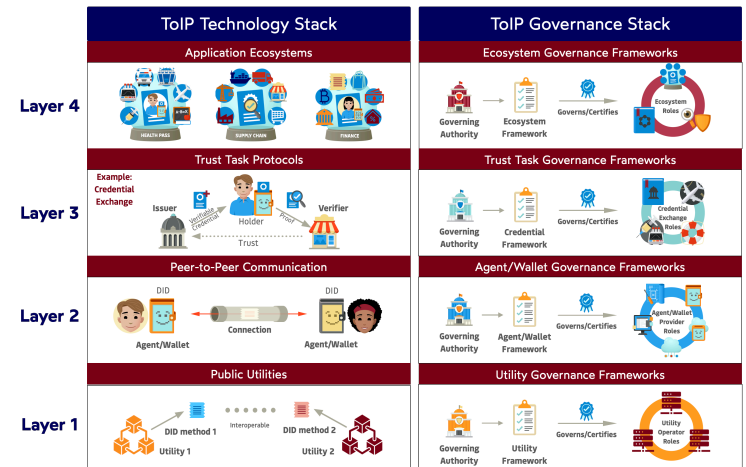 ToIP Technology Stack
ToIP Governance Stack
Layer 4
Application Ecosystems
HEALTH PASS
SUPPLY CHAIN
FINANCE
Ecosystem Governance Frameworks
Governing
Authority
Ecosystem
Framework
Governs/Certifies
Ecosystem
Roles
Layer 3
Trust Task Protocols
Example:
Credential
Exchange
Issuer
Verifiable
Credential
Holder
Proof
Verifier
Trust
Trust Task Governance Frameworks
Governing
Authority
Credential
Framework
Governs/Certifies
Credential
Exchange
Roles
Layer 2
Peer-to-Peer Communication
DID
Agent/Wallet
Connection
DID
Agent/Wallet
Agent/Wallet Governance Frameworks
Governing
Authority
Agent/Wallet
Framework
Governs/Certifies
Agent/Wallet
Provider
Roles
Layer 1
Public Utilities
DID method 1
Utility 1
Interoperable
DID method 2
Utility 2
Utility Governance Frameworks
Governing
Authority
Utility
Framework
Governs/Certifies
Utility
Operator
Roles